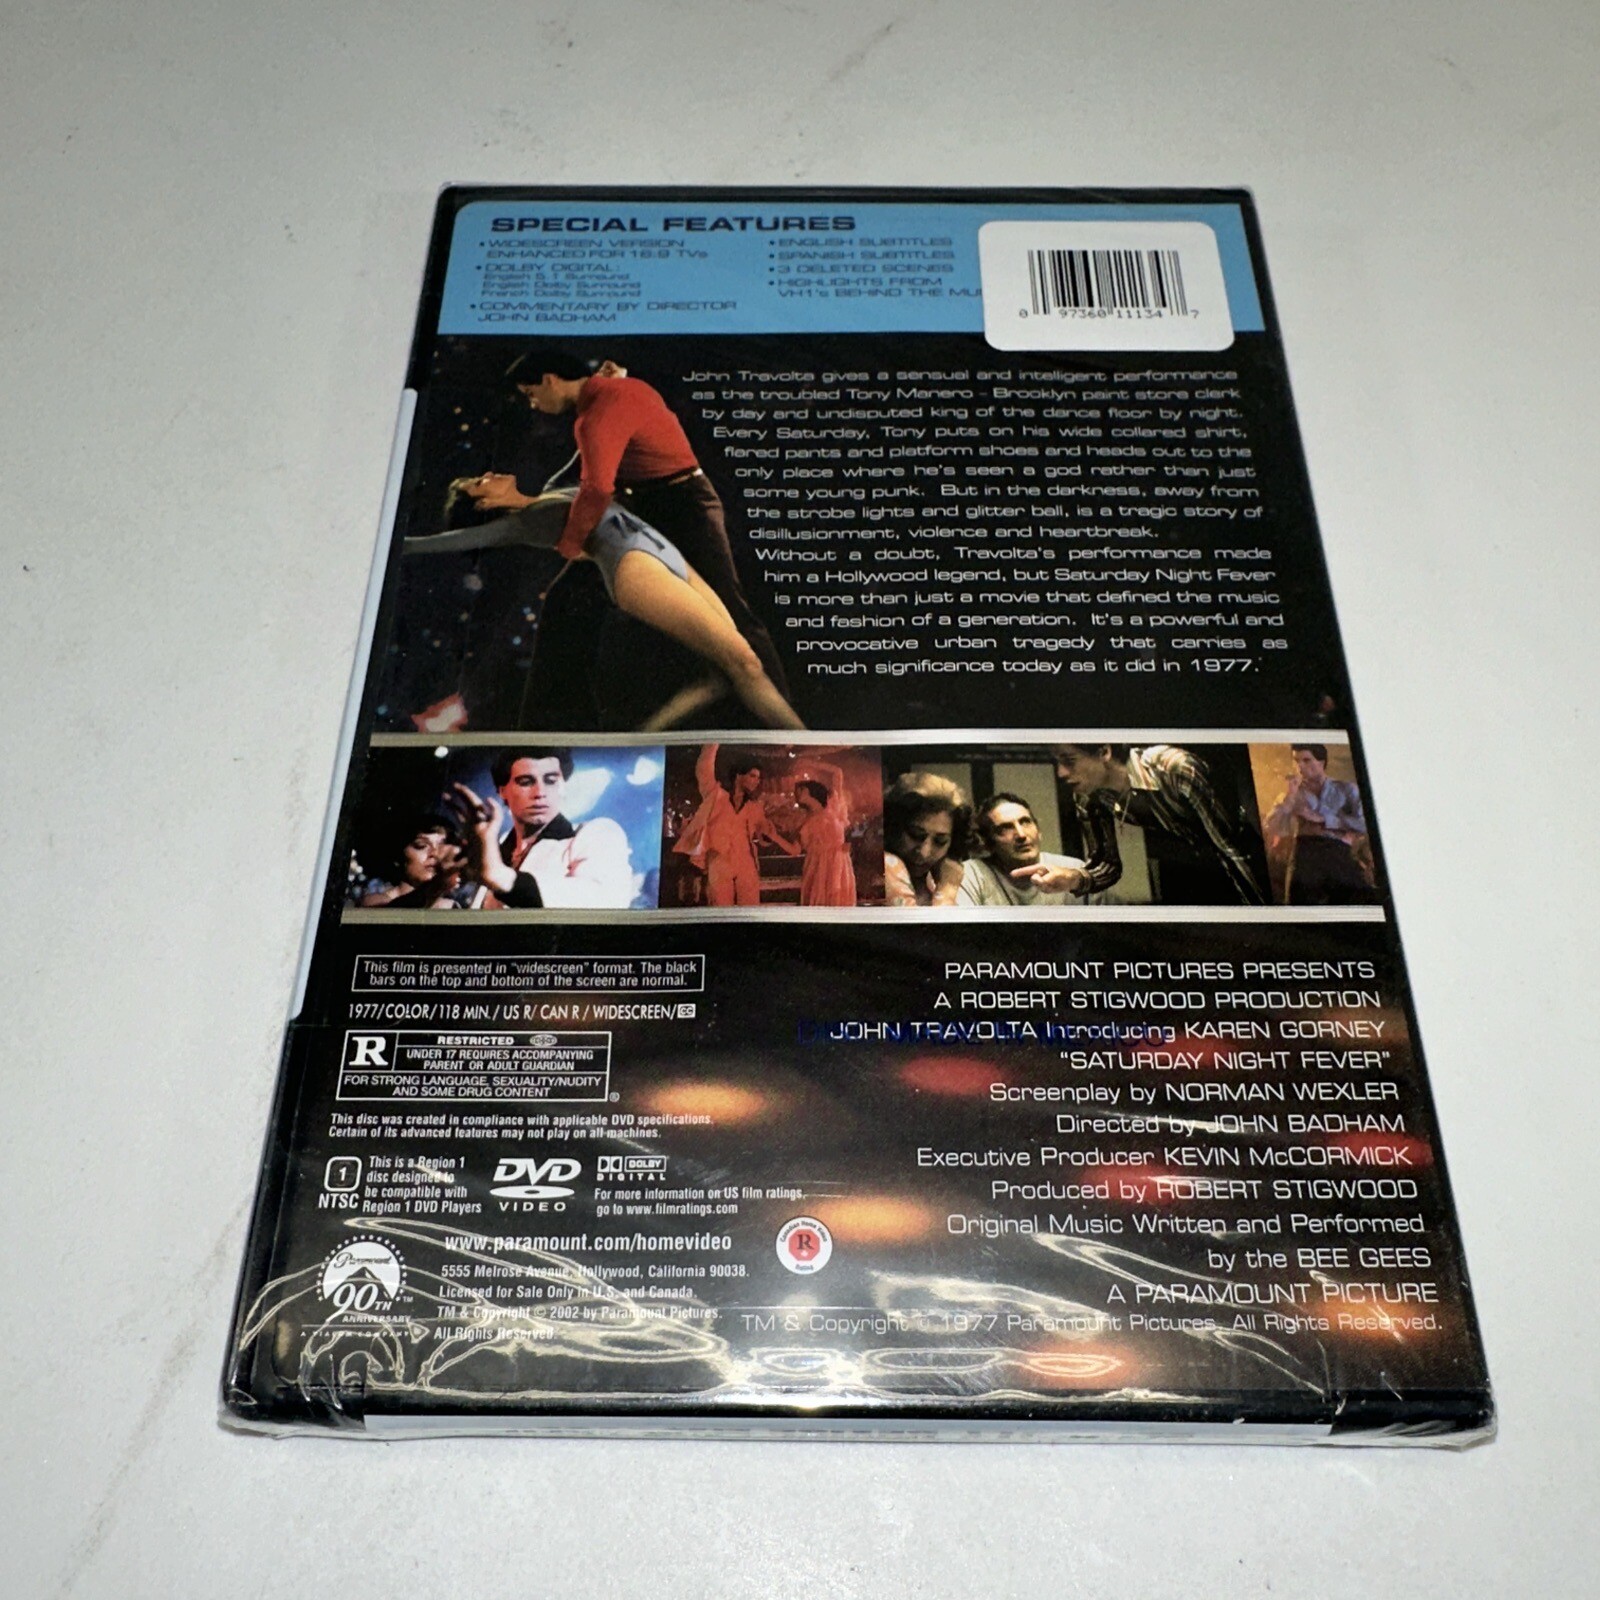 SPECIAL FEATURES
• WIDESCREEN VERSION
ENHANCED FOR 16:9 TVs
• DOLBY DIGITAL:
English 5.1 Surround
English Dolby Surround
French Dolby Surround
• COMMENTARY BY DIRECTOR
JOHN BADHAM
• ENGLISH SUBTITLES
• SPANISH SUBTITLES
• 3 DELETED SCENES
• HIGHLIGHTS FROM
VH1's BEHIND THE MU
0 97360 11134 7
John Travolta gives a sensual and intelligent performance
as the troubled Tony Manero - Brooklyn paint store clerk
by day and undisputed king of the dance floor by night.
Every Saturday, Tony puts on his wide collared shirt,
flared pants and platform shoes and heads out to the
only place where he's seen a god rather than just
some young punk. But in the darkness, away from
the strobe lights and glitter ball, is a tragic story of
disillusionment, violence and heartbreak.
Without a doubt, Travolta's performance made
him a Hollywood legend, but Saturday Night Fever
is more than just a movie that defined the music
and fashion of a generation. It's a powerful and
provocative urban tragedy that carries as
much significance today as it did in 1977.
This film is presented in "widescreen" format. The black
bars on the top and bottom of the screen are normal.
1977/COLOR/118 MIN./ US R/ CAN R / WIDESCREEN/CC
R RESTRICTED
UNDER 17 REQUIRES ACCOMPANYING
PARENT OR ADULT GUARDIAN
FOR STRONG LANGUAGE, SEXUALITY/NUDITY
AND SOME DRUG CONTENT ®
This disc was created in compliance with applicable DVD specifications.
Certain of its advanced features may not play on all machines.
1
NTSC
This is a Region 1
disc designed to
be compatible with
Region 1 DVD Players
DVD
VIDEO
DOLBY
DIGITAL
For more information on US film ratings,
go to www.filmratings.com
www.paramount.com/homevideo
5555 Melrose Avenue, Hollywood, California 90038.
Licensed for Sale Only in U.S. and Canada.
TM & Copyright © 2002 by Paramount Pictures.
All Rights Reserved.
Paramount
90TH
ANNIVERSARY
A VIACOM COMPANY
Canadian Home Video
R
Rated
PARAMOUNT PICTURES PRESENTS
A ROBERT STIGWOOD PRODUCTION
JOHN TRAVOLTA Introducing KAREN GORNEY
"SATURDAY NIGHT FEVER"
Screenplay by NORMAN WEXLER
Directed by JOHN BADHAM
Executive Producer KEVIN McCORMICK
Produced by ROBERT STIGWOOD
Original Music Written and Performed
by the BEE GEES
A PARAMOUNT PICTURE
TM & Copyright © 1977 Paramount Pictures. All Rights Reserved.